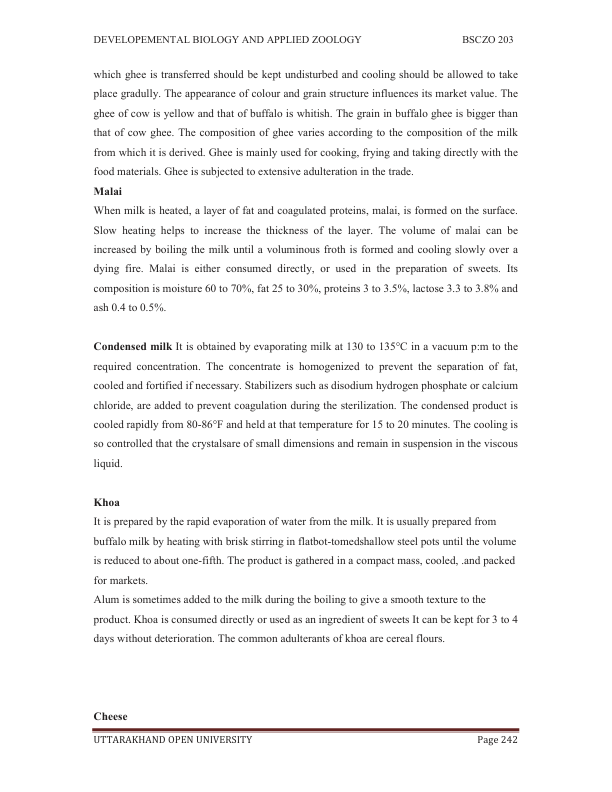 DEVELOPEMENTAL BIOLOGY AND APPLIED ZOOLOGY BSCZO 203
which ghee is transferred should be kept undisturbed and cooling should be allowed to take
place gradully. The appearance of colour and grain structure influences its market value. The
ghee of cow is yellow and that of buffalo is whitish. The grain in buffalo ghee is bigger than
that of cow ghee. The composition of ghee varies according to the composition of the milk
from which it is derived. Ghee is mainly used for cooking, frying and taking directly with the
food materials. Ghee is subjected to extensive adulteration in the trade.
Malai
When milk is heated, a layer of fat and coagulated proteins, malai, is formed on the surface.
Slow heating helps to increase the thickness of the layer. The volume of malai can be
increased by boiling the milk until a voluminous froth is formed and cooling slowly over a
dying fire. Malai is either consumed directly, or used in the preparation of sweets. Its
composition is moisture 60 to 70%, fat 25 to 30%, proteins 3 to 3.5%, lactose 3.3 to 3.8% and
ash 0.4 to 0.5%.
Condensed milk It is obtained by evaporating milk at 130 to 135°C in a vacuum p:m to the
required concentration. The concentrate is homogenized to prevent the separation of fat,
cooled and fortified if necessary. Stabilizers such as disodium hydrogen phosphate or calcium
chloride, are added to prevent coagulation during the sterilization. The condensed product is
cooled rapidly from 80-86°F and held at that temperature for 15 to 20 minutes. The cooling is
so controlled that the crystalsare of small dimensions and remain in suspension in the viscous
liquid.
Khoa
It is prepared by the rapid evaporation of water from the milk. It is usually prepared from
buffalo milk by heating with brisk stirring in flatbot-tomedshallow steel pots until the volume
is reduced to about one-fifth. The product is gathered in a compact mass, cooled, .and packed
for markets.
Alum is sometimes added to the milk during the boiling to give a smooth texture to the
product. Khoa is consumed directly or used as an ingredient of sweets It can be kept for 3 to 4
days without deterioration. The common adulterants of khoa are cereal flours.
Cheese
UTTARAKHAND OPEN UNIVERSITY Page 242